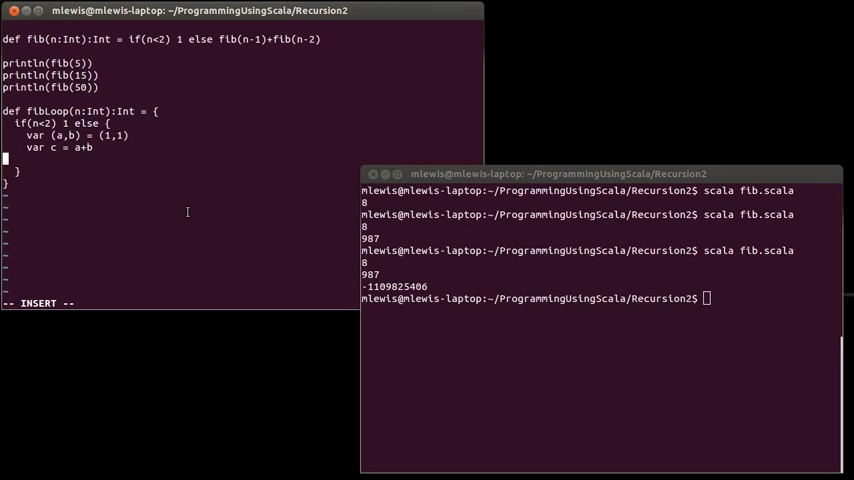 mlewis@mlewis-laptop: ~/ProgrammingUsingScala/Recursion2
def fib(n:Int):Int = if(n<2) 1 else fib(n-1)+fib(n-2)
println(fib(5))
println(fib(15))
println(fib(50))
def fibLoop(n:Int):Int = {
  if(n<2) 1 else {
    var (a,b) = (1,1)
    var c = a+b
  }
}
~
~
~
~
~
~
~
~
~
-- INSERT --
mlewis@mlewis-laptop: ~/ProgrammingUsingScala/Recursion2
mlewis@mlewis-laptop:~/ProgrammingUsingScala/Recursion2$ scala fib.scala
8
mlewis@mlewis-laptop:~/ProgrammingUsingScala/Recursion2$ scala fib.scala
8
987
mlewis@mlewis-laptop:~/ProgrammingUsingScala/Recursion2$ scala fib.scala
8
987
-1109825406
mlewis@mlewis-laptop:~/ProgrammingUsingScala/Recursion2$